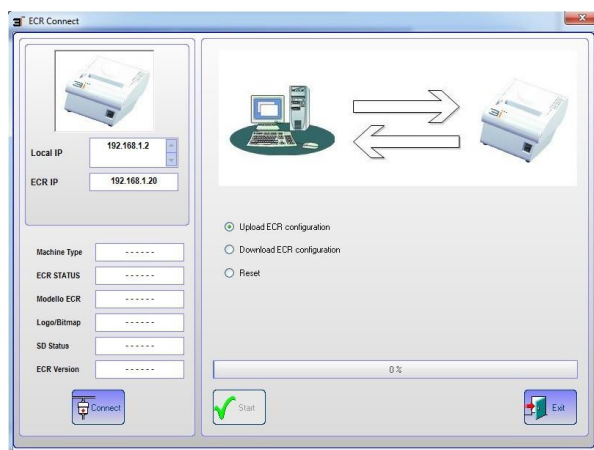 ECR Connect
Local IP
192.168.1.2
ECR IP
192.168.1.20
Machine Type
------
ECR STATUS
------
Modello ECR
------
Logo/Bitmap
------
SD Status
------
ECR Version
------
Connect
Upload ECR configuration
Download ECR configuration
Reset
0 %
Start
Exit